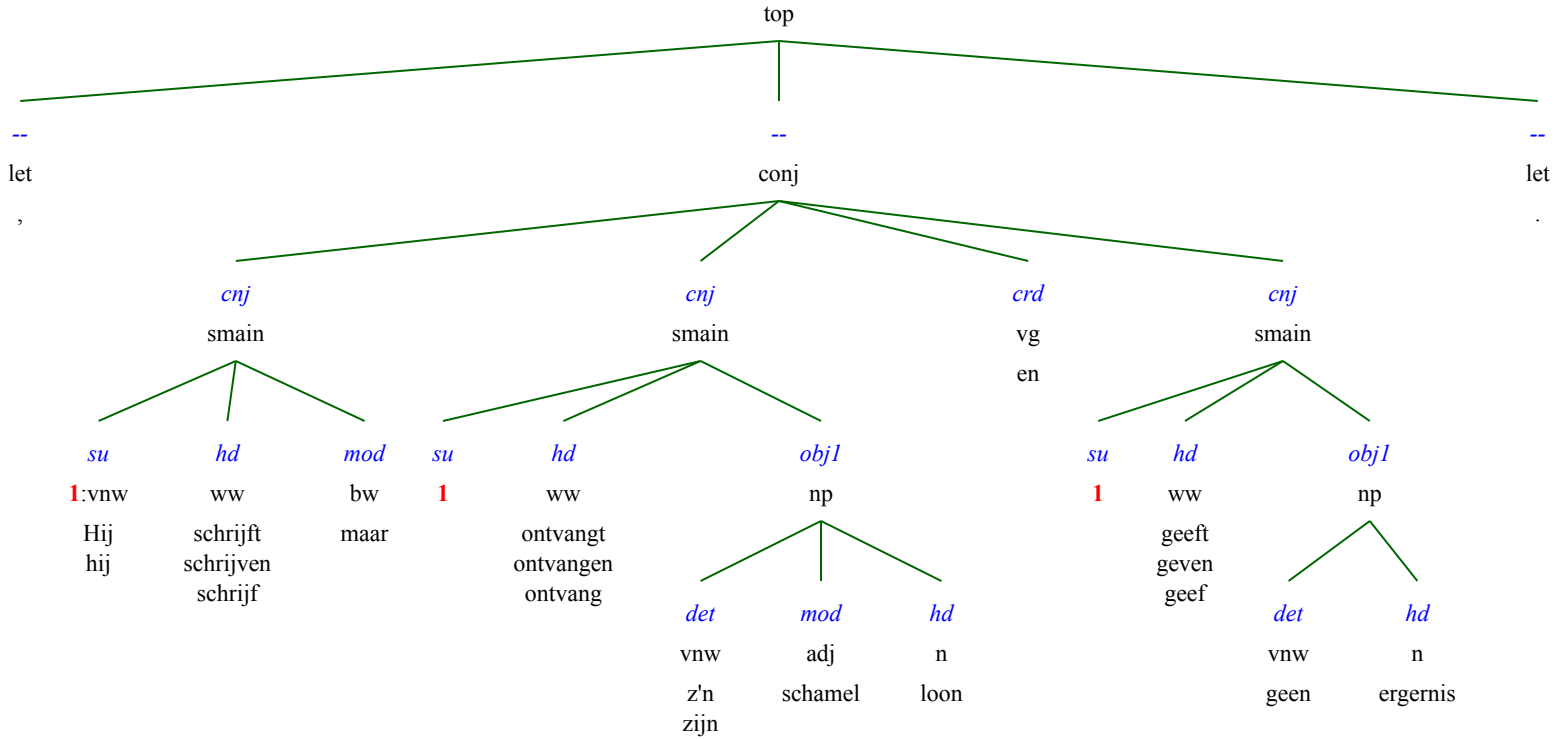 top
-- -- --
let conj let
, .
cnj cnj crd cnj
smain smain vg smain
en
su hd mod su hd obj1 su hd obj1
1:vnw ww bw 1 ww np 1 ww np
Hij schrijft maar ontvangt geeft
hij schrijven ontvangen geven
schrijf ontvang geef
det mod hd det hd
vnw adj n vnw n
z'n schamel loon geen ergernis
zijn